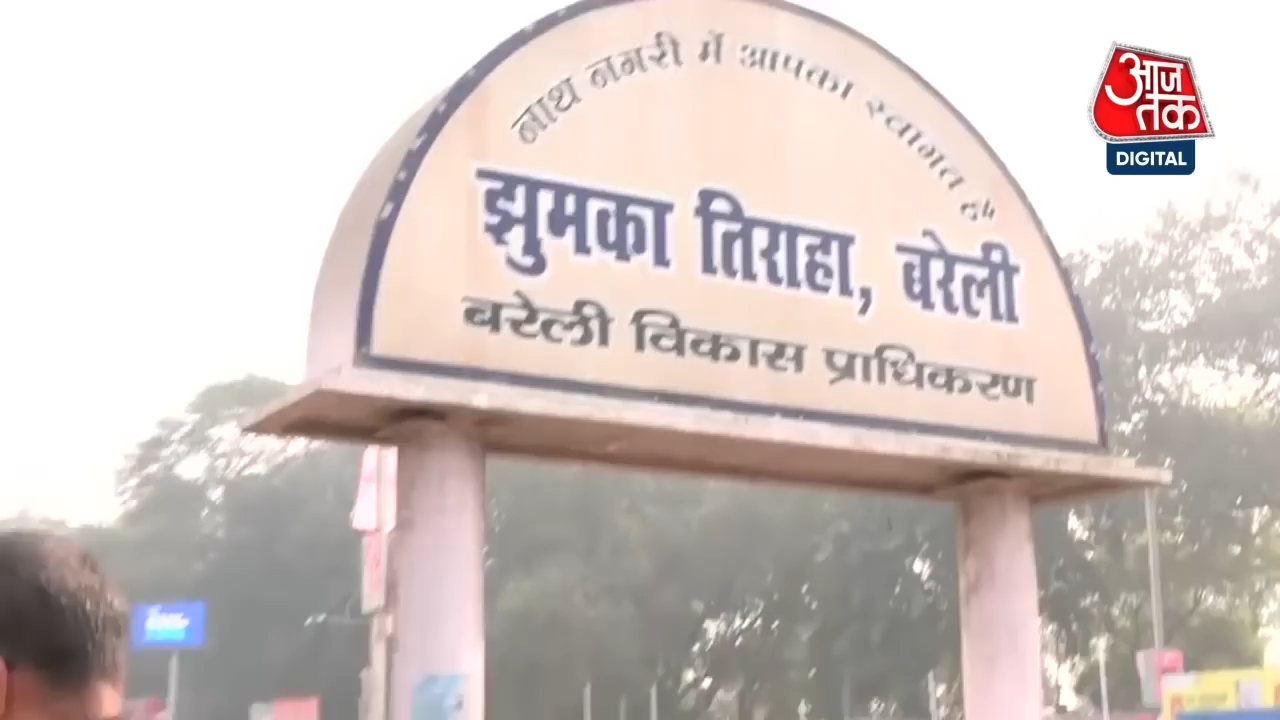 नाथ नगरी में आपका स्वागत है
झुमका तिराहा, बरेली
बरेली विकास प्राधिकरण
आज तक
DIGITAL